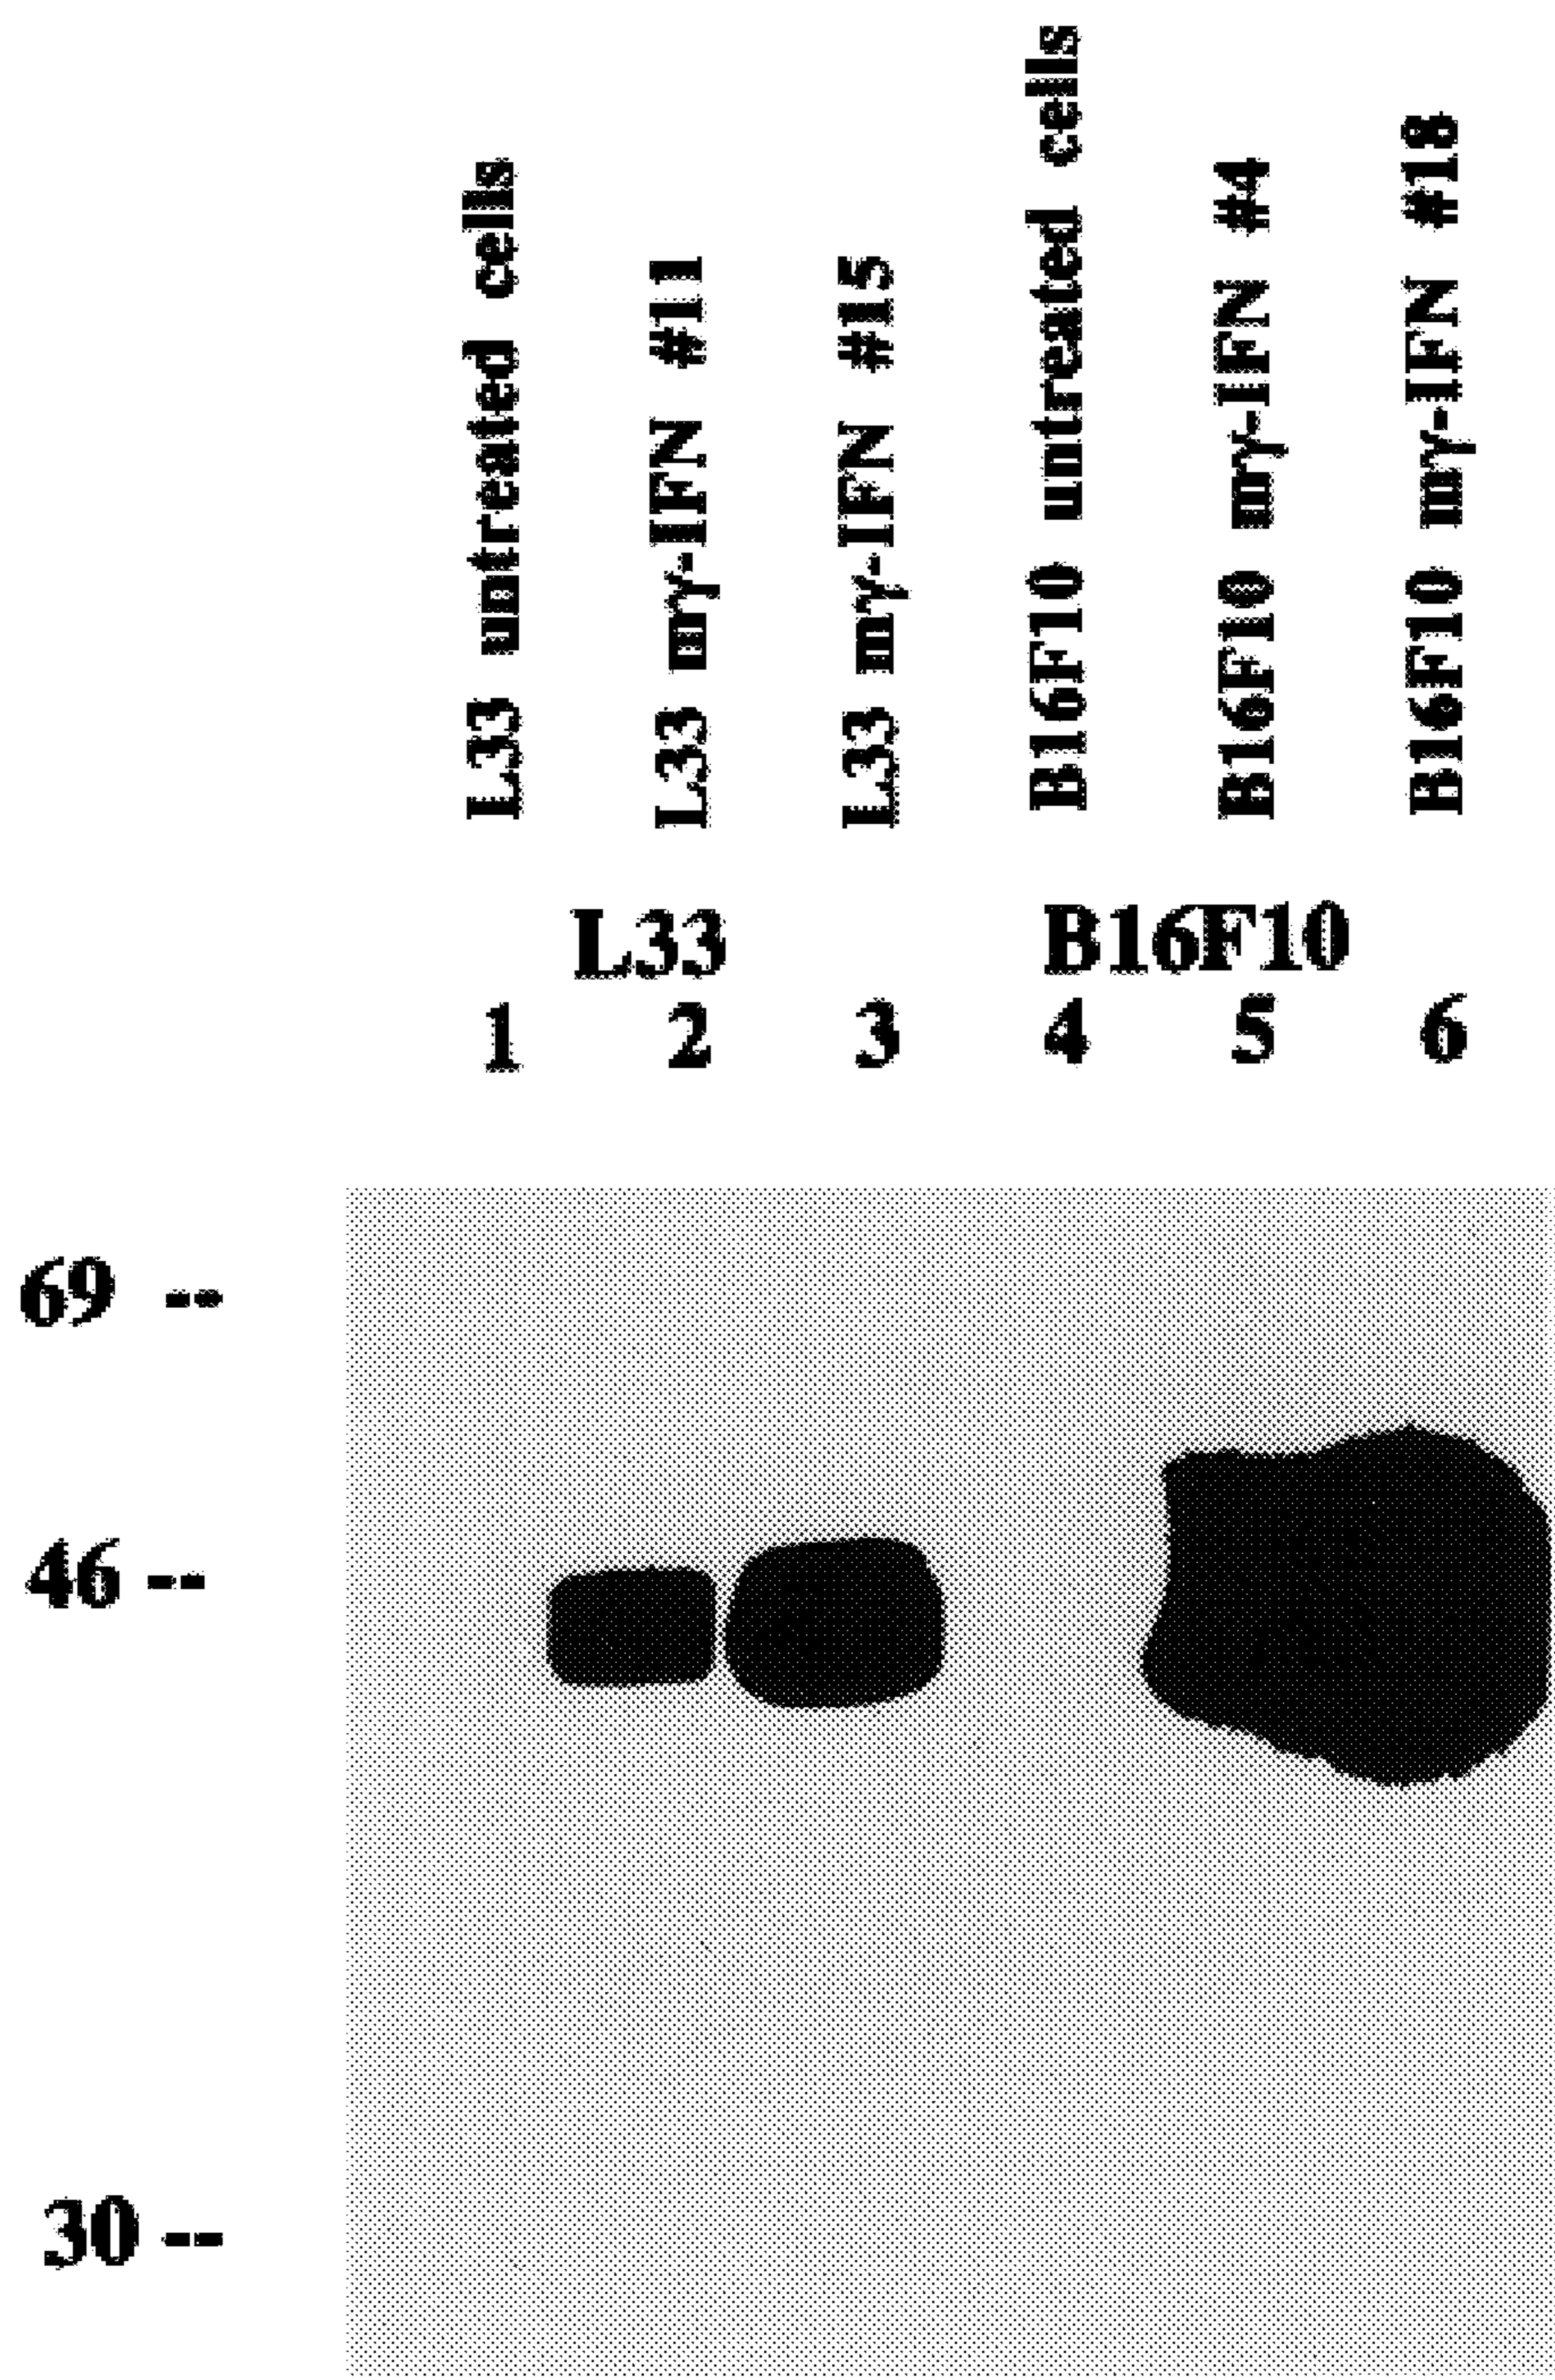 L33 untreated cells
L33 mγ-IFN #11
L33 mγ-IFN #15
B16F10 untreated cells
B16F10 mγ-IFN #4
B16F10 mγ-IFN #18
L33 B16F10
1 2 3 4 5 6
69 --
46 --
30 --